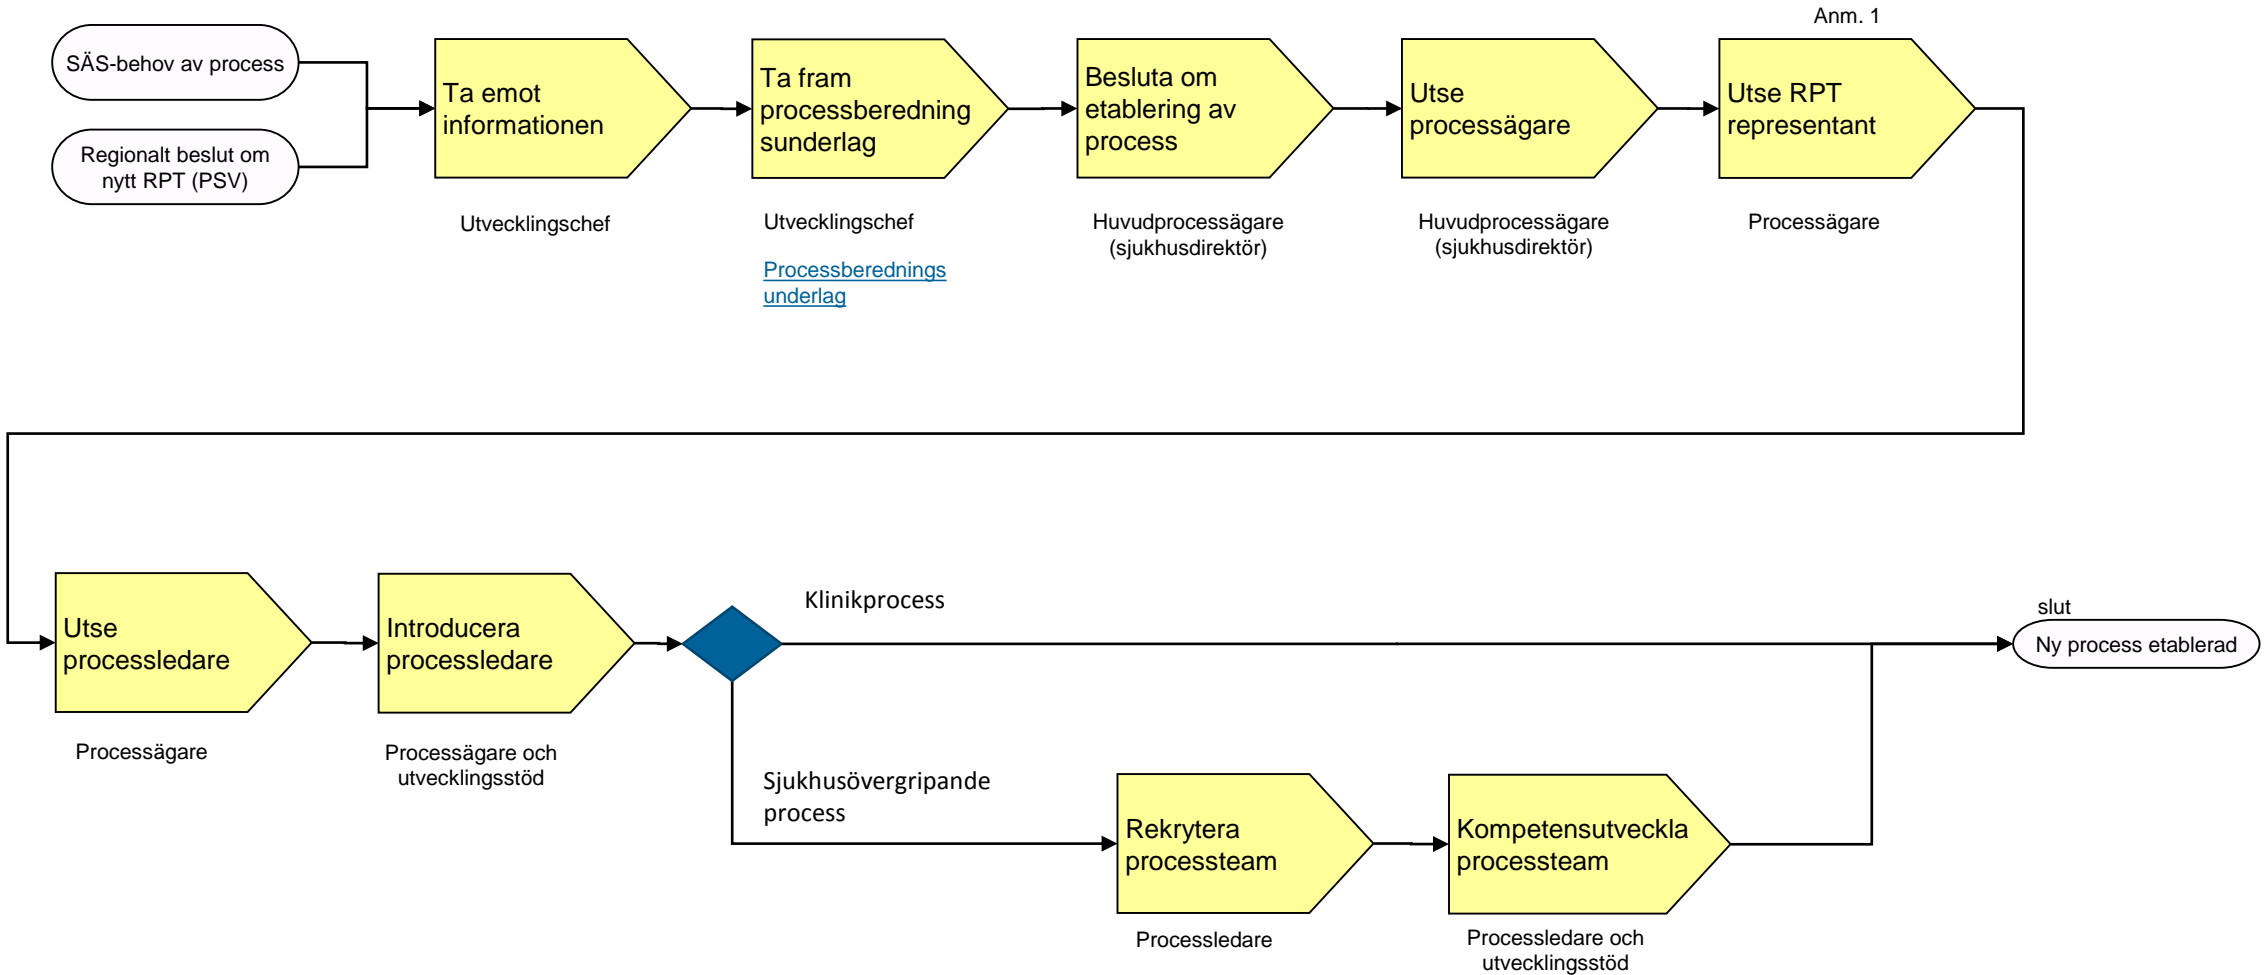 Anm. 1
SÄS-behov av process
Regionalt beslut om
nytt RPT (PSV)
Ta emot
informationen
Utvecklingschef
Ta fram
processberedning
sunderlag
Utvecklingschef
Processberednings
underlag
Besluta om
etablering av
process
Huvudprocessägare
(sjukhusdirektör)
Utse
processägare
Huvudprocessägare
(sjukhusdirektör)
Utse RPT
representant
Processägare
Utse
processledare
Processägare
Introducera
processledare
Processägare och
utvecklingsstöd
Klinikprocess
Sjukhusövergripande
process
Rekrytera
processteam
Processledare
Kompetensutveckla
processteam
Processledare och
utvecklingsstöd
slut
Ny process etablerad